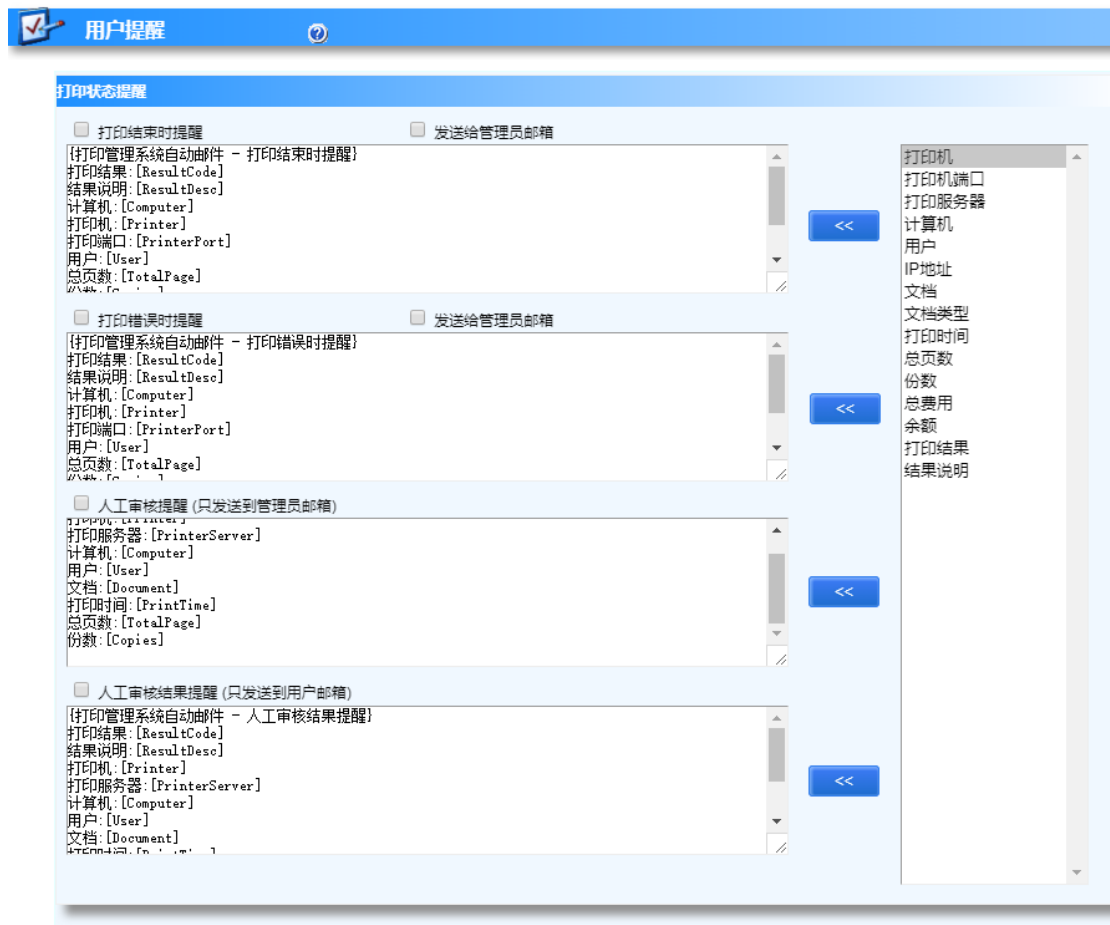 用户提醒
打印状态提醒
打印结束时提醒 发送给管理员邮箱
{打印管理系统自动邮件 - 打印结束时提醒}
打印结果:[ResultCode]
结果说明:[ResultDesc]
计算机:[Computer]
打印机:[Printer]
打印端口:[PrinterPort]
用户:[User]
总页数:[TotalPage]
<<
打印错误时提醒 发送给管理员邮箱
{打印管理系统自动邮件 - 打印错误时提醒}
打印结果:[ResultCode]
结果说明:[ResultDesc]
计算机:[Computer]
打印机:[Printer]
打印端口:[PrinterPort]
用户:[User]
总页数:[TotalPage]
<<
人工审核提醒 (只发送到管理员邮箱)
打印服务器:[PrinterServer]
计算机:[Computer]
用户:[User]
文档:[Document]
打印时间:[PrintTime]
总页数:[TotalPage]
份数:[Copies]
<<
人工审核结果提醒 (只发送到用户邮箱)
{打印管理系统自动邮件 - 人工审核结果提醒}
打印结果:[ResultCode]
结果说明:[ResultDesc]
打印机:[Printer]
打印服务器:[PrinterServer]
计算机:[Computer]
用户:[User]
文档:[Document]
<<
打印机
打印机端口
打印服务器
计算机
用户
IP地址
文档
文档类型
打印时间
总页数
份数
总费用
余额
打印结果
结果说明